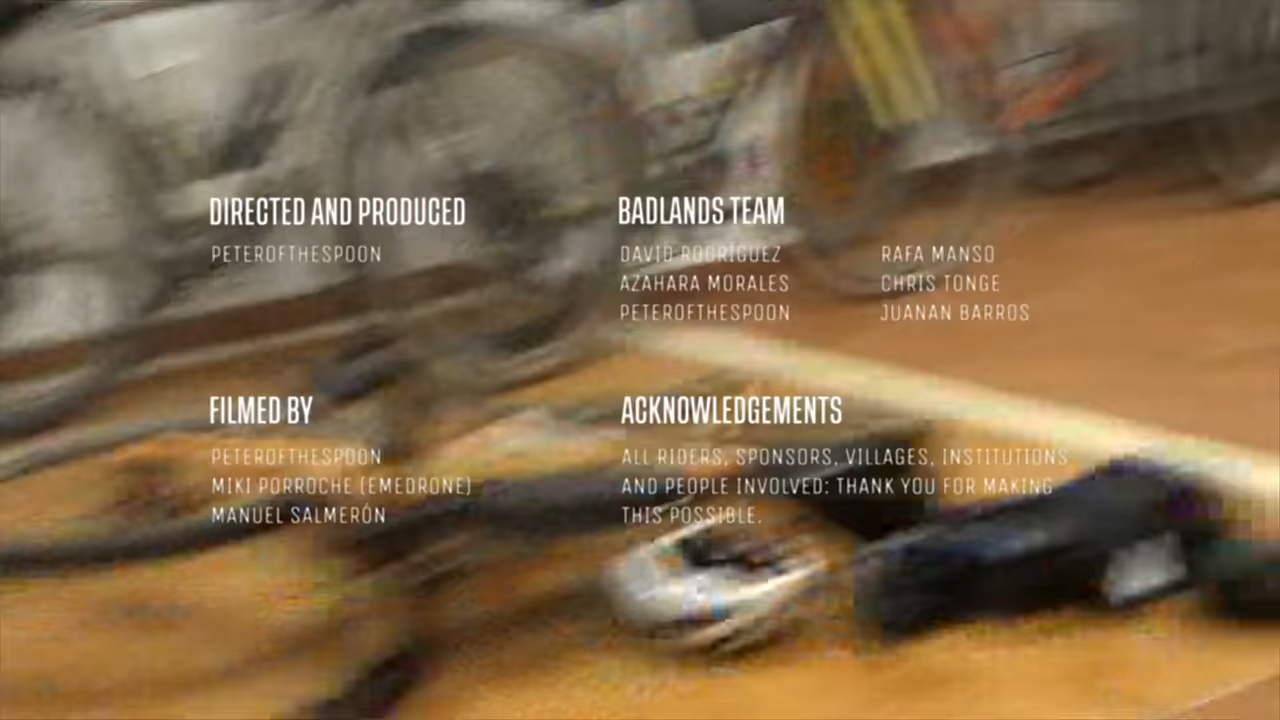 DIRECTED AND PRODUCED
PETEROFTHESPOON
BADLANDS TEAM
DAVID RODRÍGUEZ
AZAHARA MORALES
PETEROFTHESPOON
RAFA MANSO
CHRIS TONGE
JUANAN BARROS
FILMED BY
PETEROFTHESPOON
MIKI PORROCHE (EMEDRONE)
MANUEL SALMERÓN
ACKNOWLEDGEMENTS
ALL RIDERS, SPONSORS, VILLAGES, INSTITUTIONS
AND PEOPLE INVOLVED: THANK YOU FOR MAKING
THIS POSSIBLE.